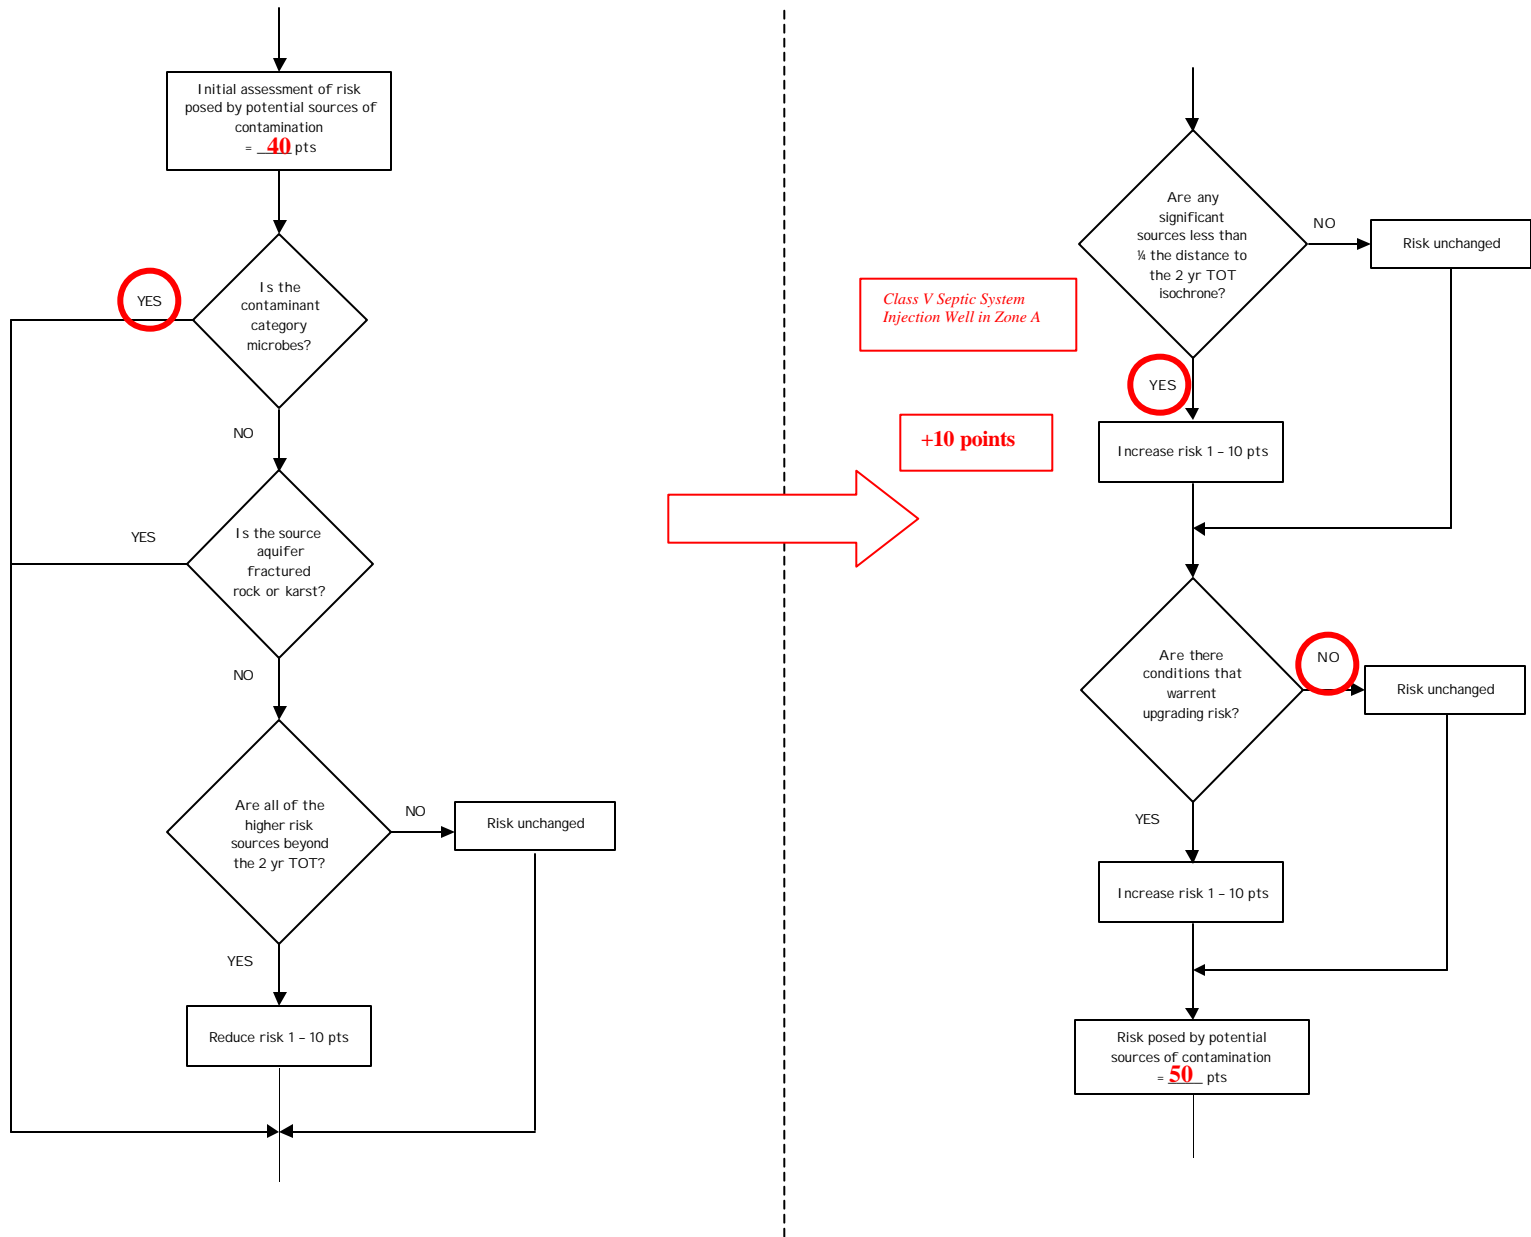 Initial assessment of risk
posed by potential sources of
contamination
= 40 pts
YES
Is the
contaminant
category
microbes?
NO
YES
Is the source
aquifer
fractured
rock or karst?
NO
Are all of the
higher risk
sources beyond
the 2 yr TOT?
NO
Risk unchanged
YES
Reduce risk 1 – 10 pts
Are any
significant
sources less than
¼ the distance to
the 2 yr TOT
isochrone?
NO
Risk unchanged
Class V Septic System
Injection Well in Zone A
YES
+10 points
Increase risk 1 – 10 pts
Are there
conditions that
warrent
upgrading risk?
NO
Risk unchanged
YES
Increase risk 1 – 10 pts
Risk posed by potential
sources of contamination
= 50 pts